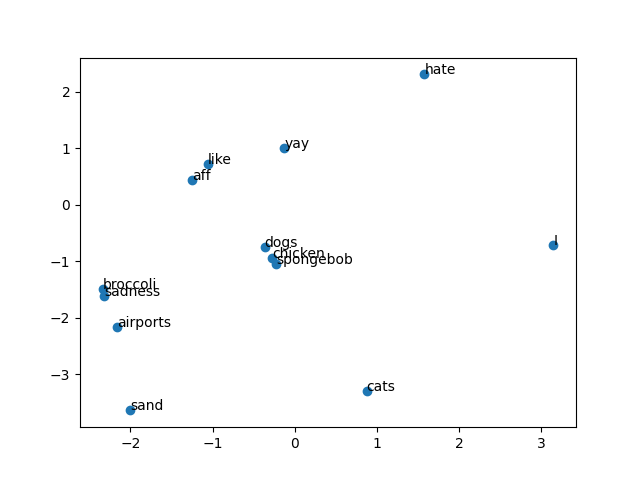 hate
2
yay
1
like
aff
0
dogs
I
chicken
−1
spongebob
broccoli
sadness
−2
airports
−3
cats
sand
−2 −1 0 1 2 3